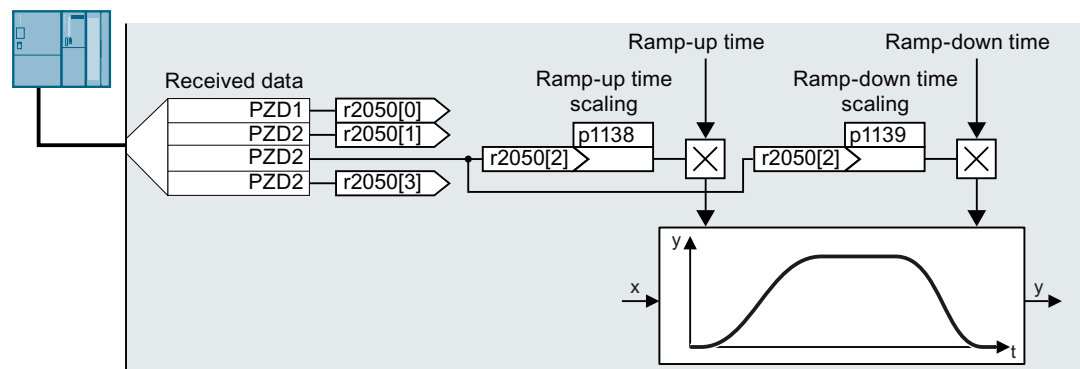 Ramp-up time
Ramp-down time
Received data
Ramp-up time
scaling
Ramp-down time
scaling
PZD1
r2050[0]
PZD2
r2050[1]
p1138
p1139
PZD2
r2050[2]
r2050[2]
PZD2
r2050[3]
y
x
y
t